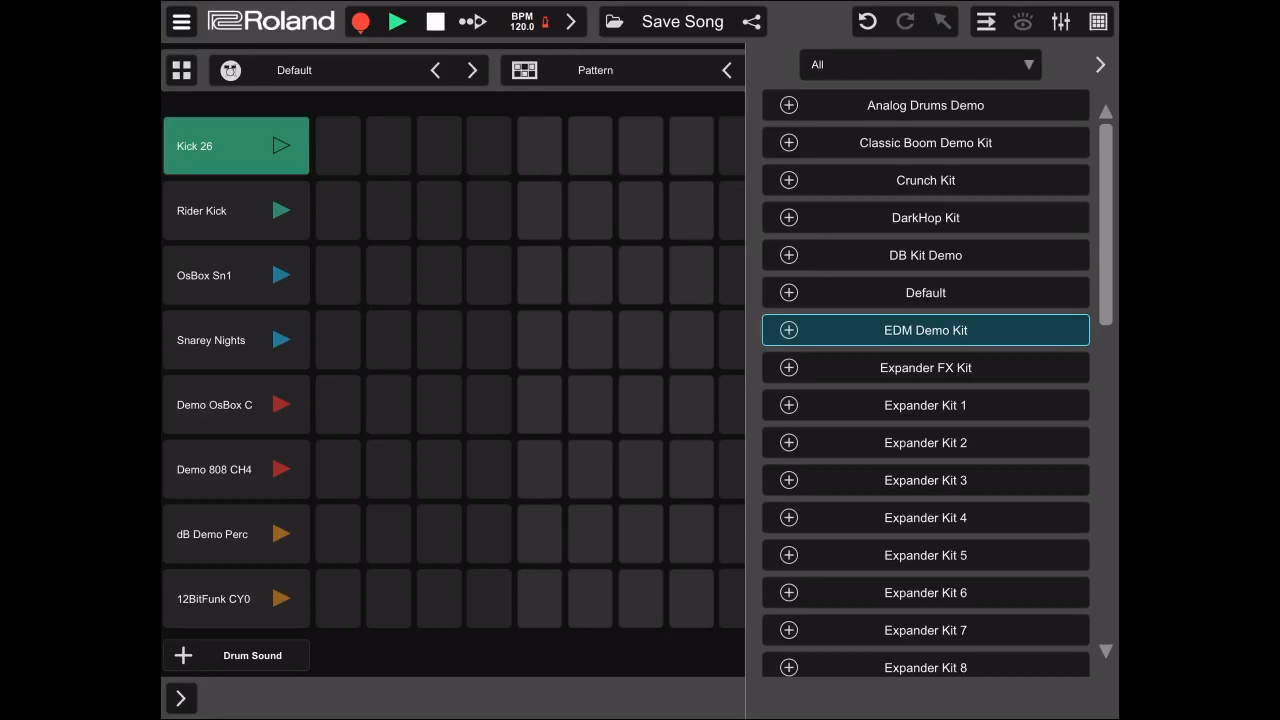 Roland
BPM
120.0
Save Song
Default
Pattern
All
Kick 26
Rider Kick
OsBox Sn1
Snarey Nights
Demo OsBox C
Demo 808 CH4
dB Demo Perc
12BitFunk CY0
Drum Sound
Analog Drums Demo
Classic Boom Demo Kit
Crunch Kit
DarkHop Kit
DB Kit Demo
Default
EDM Demo Kit
Expander FX Kit
Expander Kit 1
Expander Kit 2
Expander Kit 3
Expander Kit 4
Expander Kit 5
Expander Kit 6
Expander Kit 7
Expander Kit 8